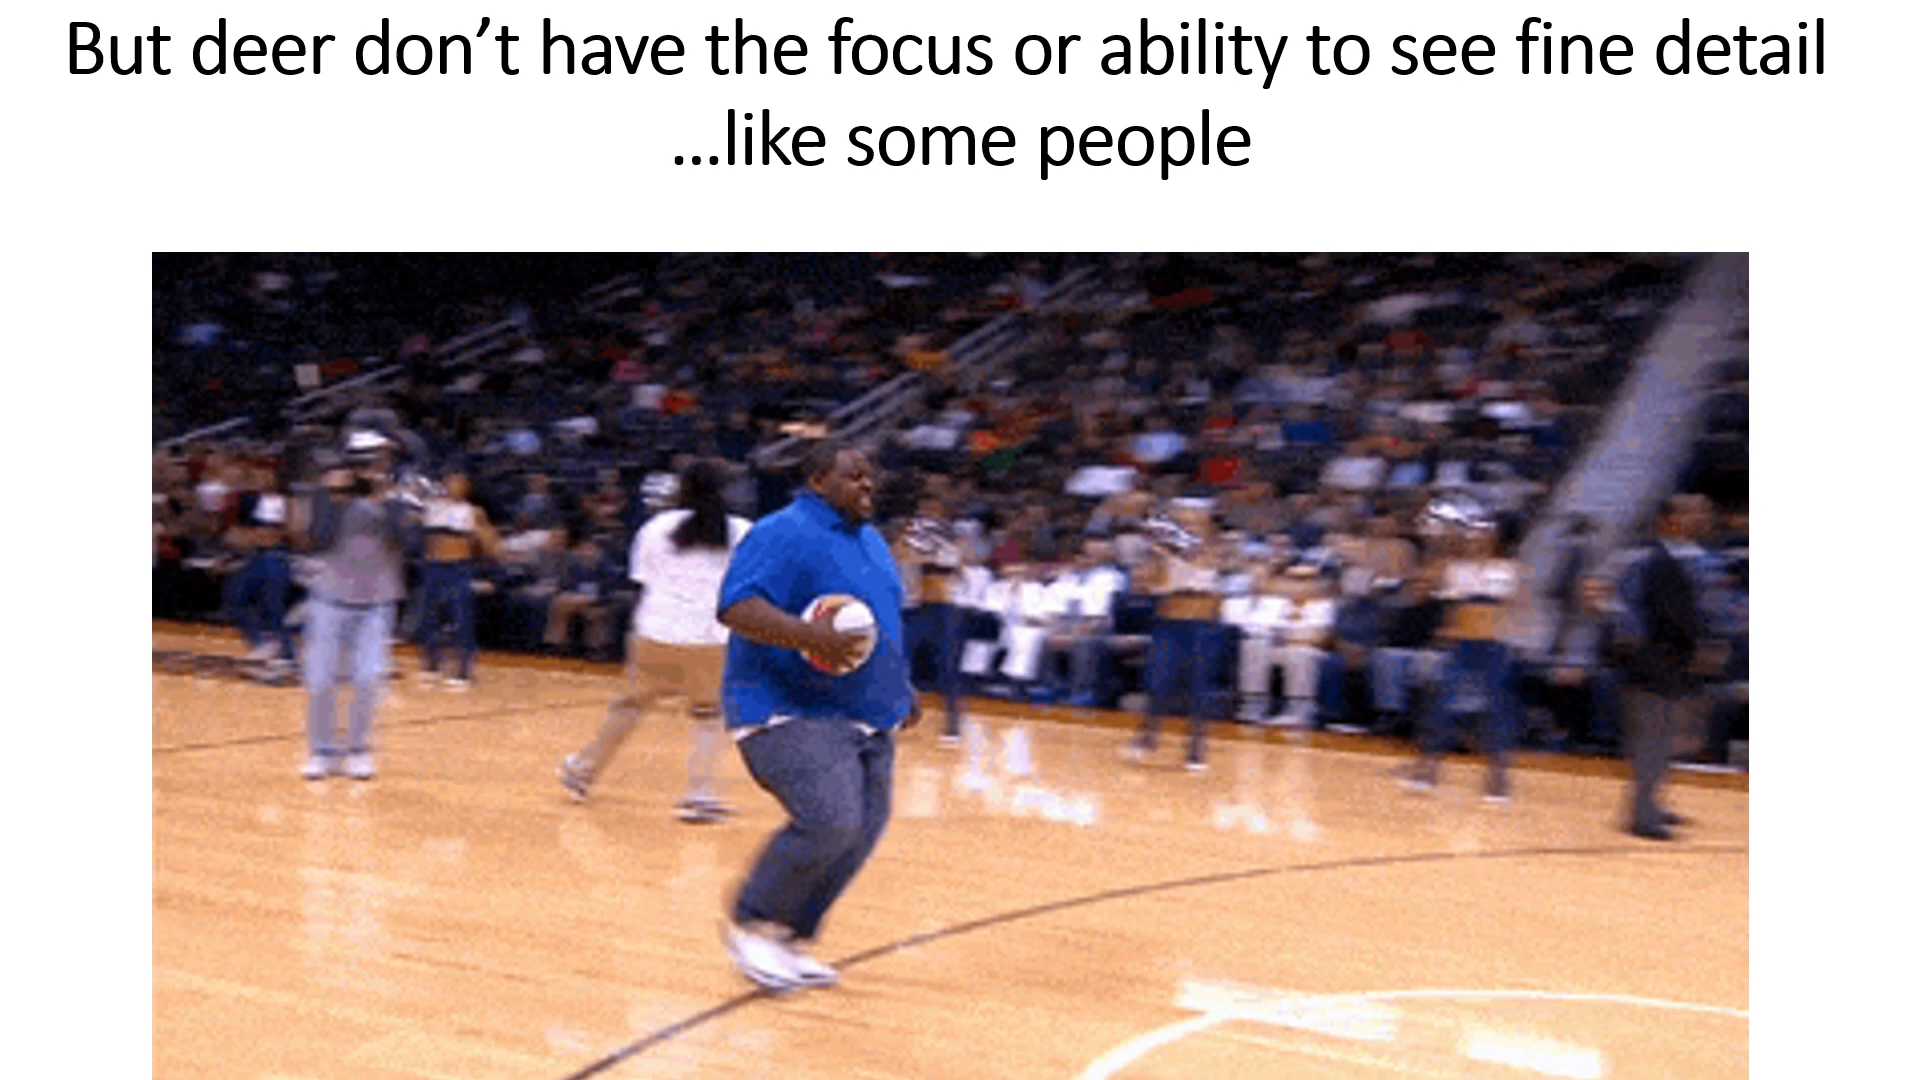 But deer don’t have the focus or ability to see fine detail
…like some people